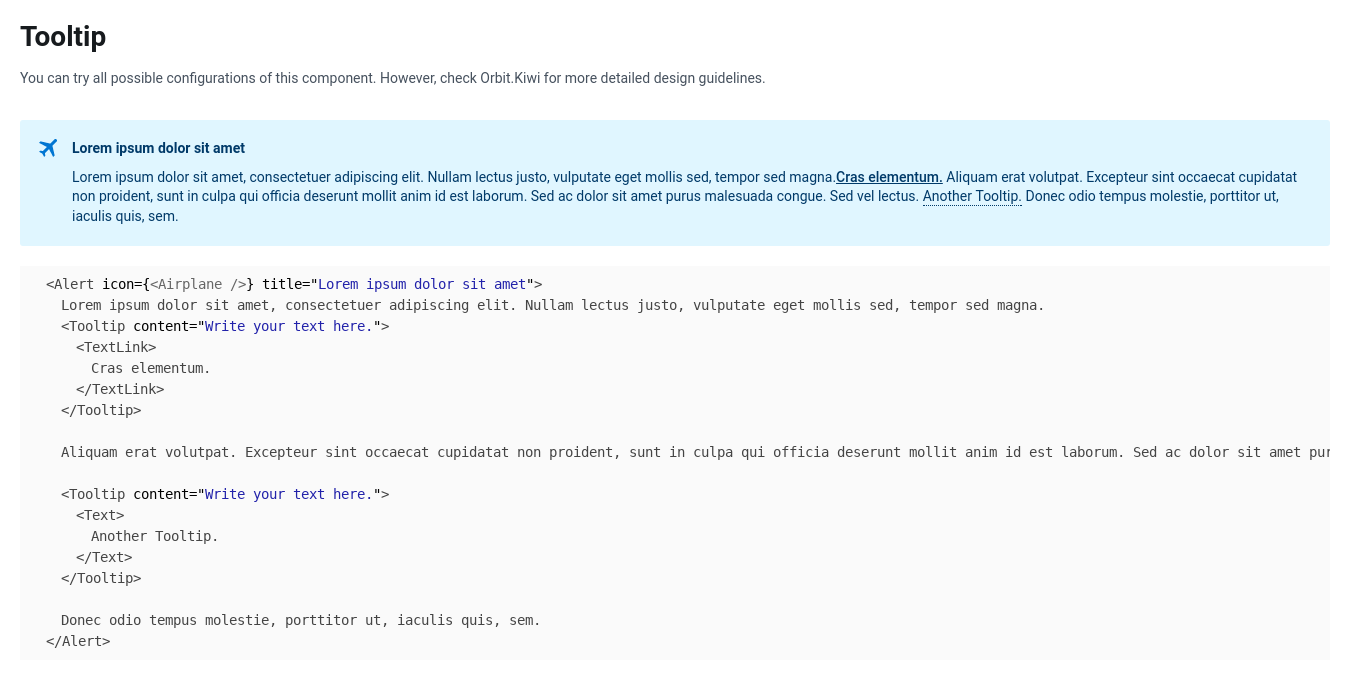 Tooltip
You can try all possible configurations of this component. However, check Orbit.Kiwi for more detailed design guidelines.
Lorem ipsum dolor sit amet
Lorem ipsum dolor sit amet, consectetuer adipiscing elit. Nullam lectus justo, vulputate eget mollis sed, tempor sed magna.Cras elementum. Aliquam erat volutpat. Excepteur sint occaecat cupidatat
non proident, sunt in culpa qui officia deserunt mollit anim id est laborum. Sed ac dolor sit amet purus malesuada congue. Sed vel lectus. Another Tooltip. Donec odio tempus molestie, porttitor ut,
iaculis quis, sem.
<Alert icon={<Airplane />} title="Lorem ipsum dolor sit amet">
Lorem ipsum dolor sit amet, consectetuer adipiscing elit. Nullam lectus justo, vulputate eget mollis sed, tempor sed magna.
<Tooltip content="Write your text here.">
<TextLink>
Cras elementum.
</TextLink>
</Tooltip>
Aliquam erat volutpat. Excepteur sint occaecat cupidatat non proident, sunt in culpa qui officia deserunt mollit anim id est laborum. Sed ac dolor sit amet pur
<Tooltip content="Write your text here.">
<Text>
Another Tooltip.
</Text>
</Tooltip>
Donec odio tempus molestie, porttitor ut, iaculis quis, sem.
</Alert>